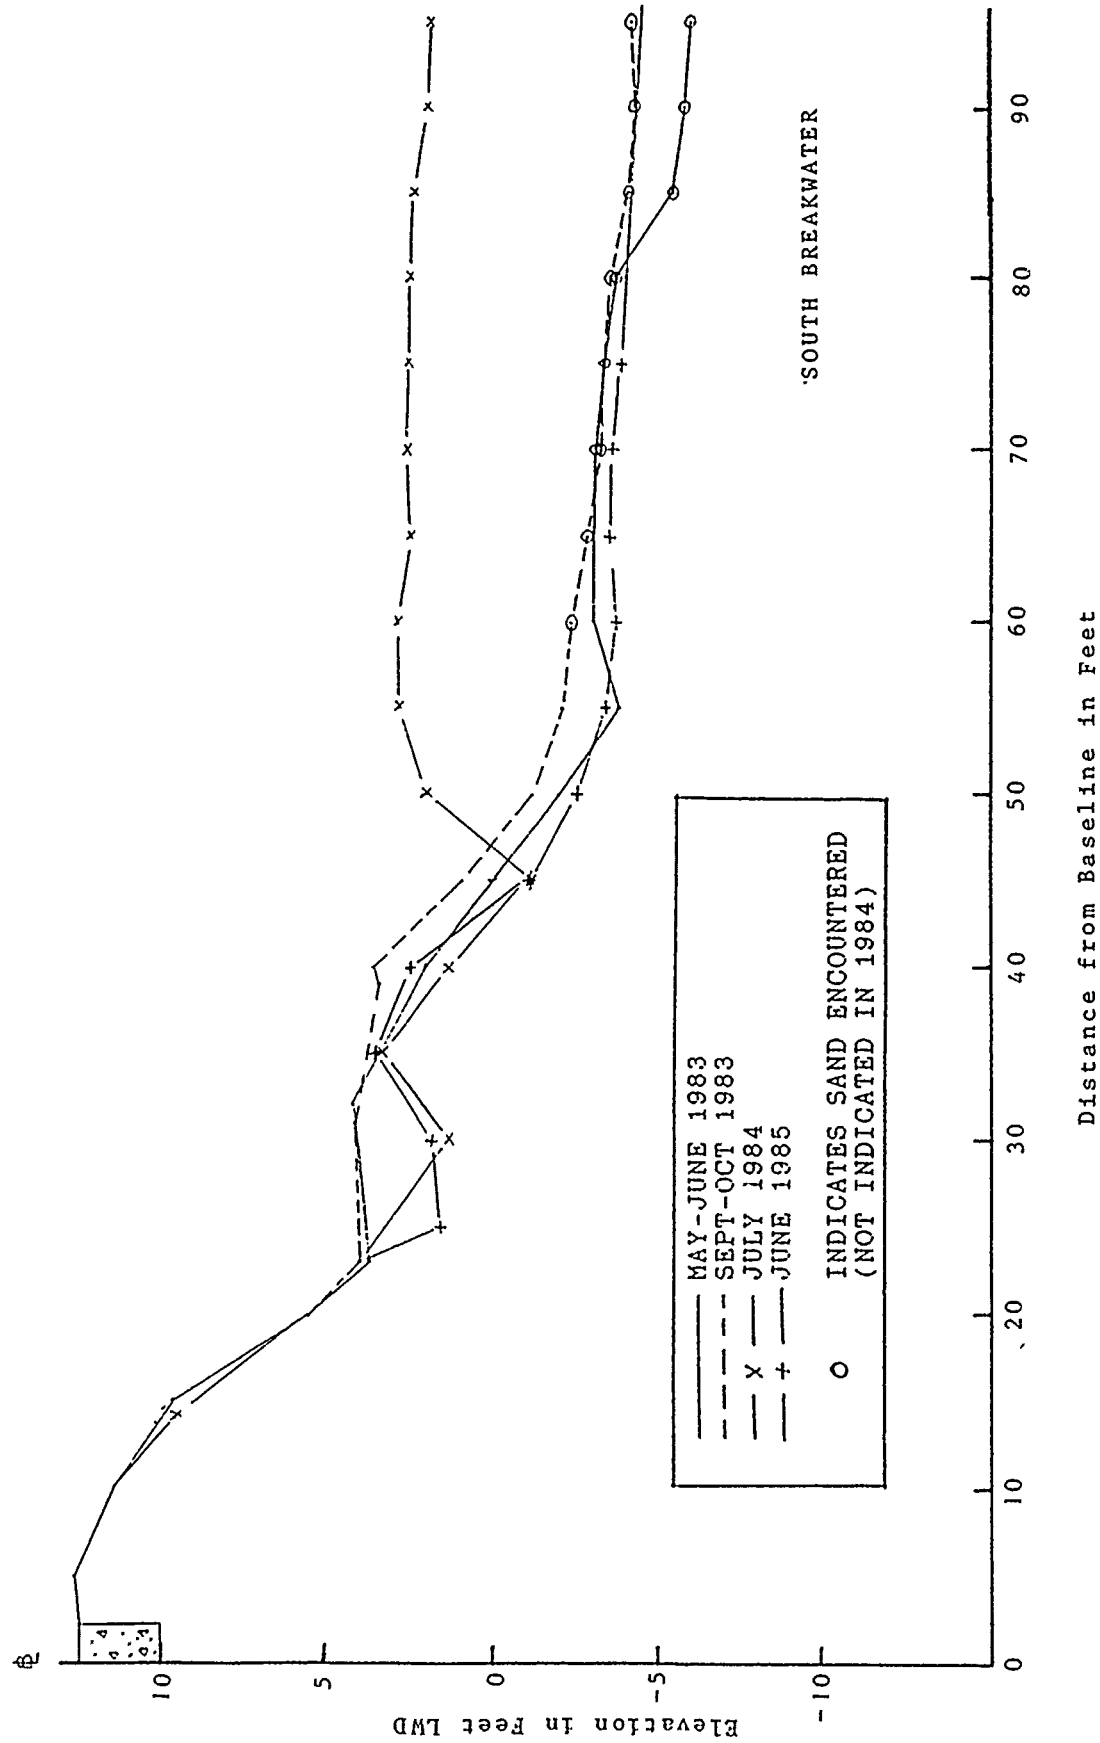 ℄
10
5
0
-5
-10
Elevation in Feet LWD
0
10
20
30
40
50
60
70
80
90
Distance from Baseline in Feet
SOUTH BREAKWATER
MAY-JUNE 1983
SEPT-OCT 1983
JULY 1984
JUNE 1985
INDICATES SAND ENCOUNTERED
(NOT INDICATED IN 1984)